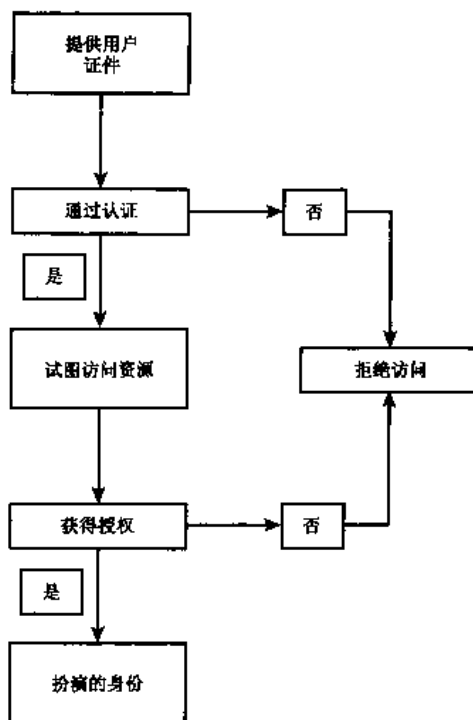 提供用户
证件
通过认证
否
是
试图访问资源
拒绝访问
获得授权
否
是
扮演的身份